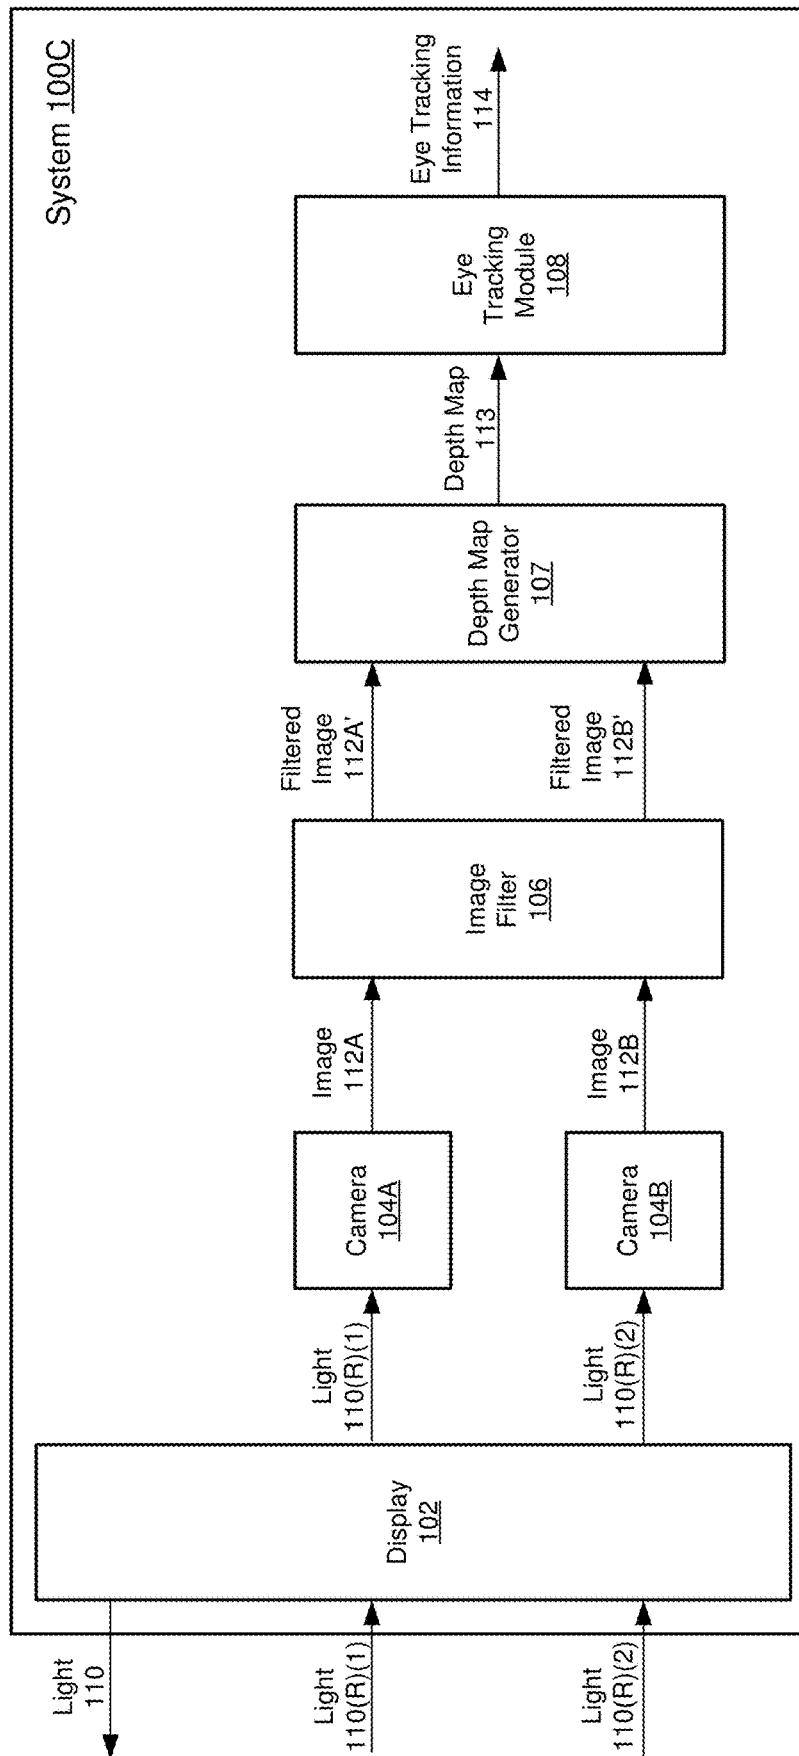 System 100C
Light
110
Light
110(R)(1)
Light
110(R)(2)
Display
102
Light
110(R)(1)
Light
110(R)(2)
Camera
104A
Camera
104B
Image
112A
Image
112B
Image
Filter
106
Filtered
Image
112A'
Filtered
Image
112B'
Depth Map
Generator
107
Depth Map
113
Eye
Tracking
Module
108
Eye Tracking
Information
114